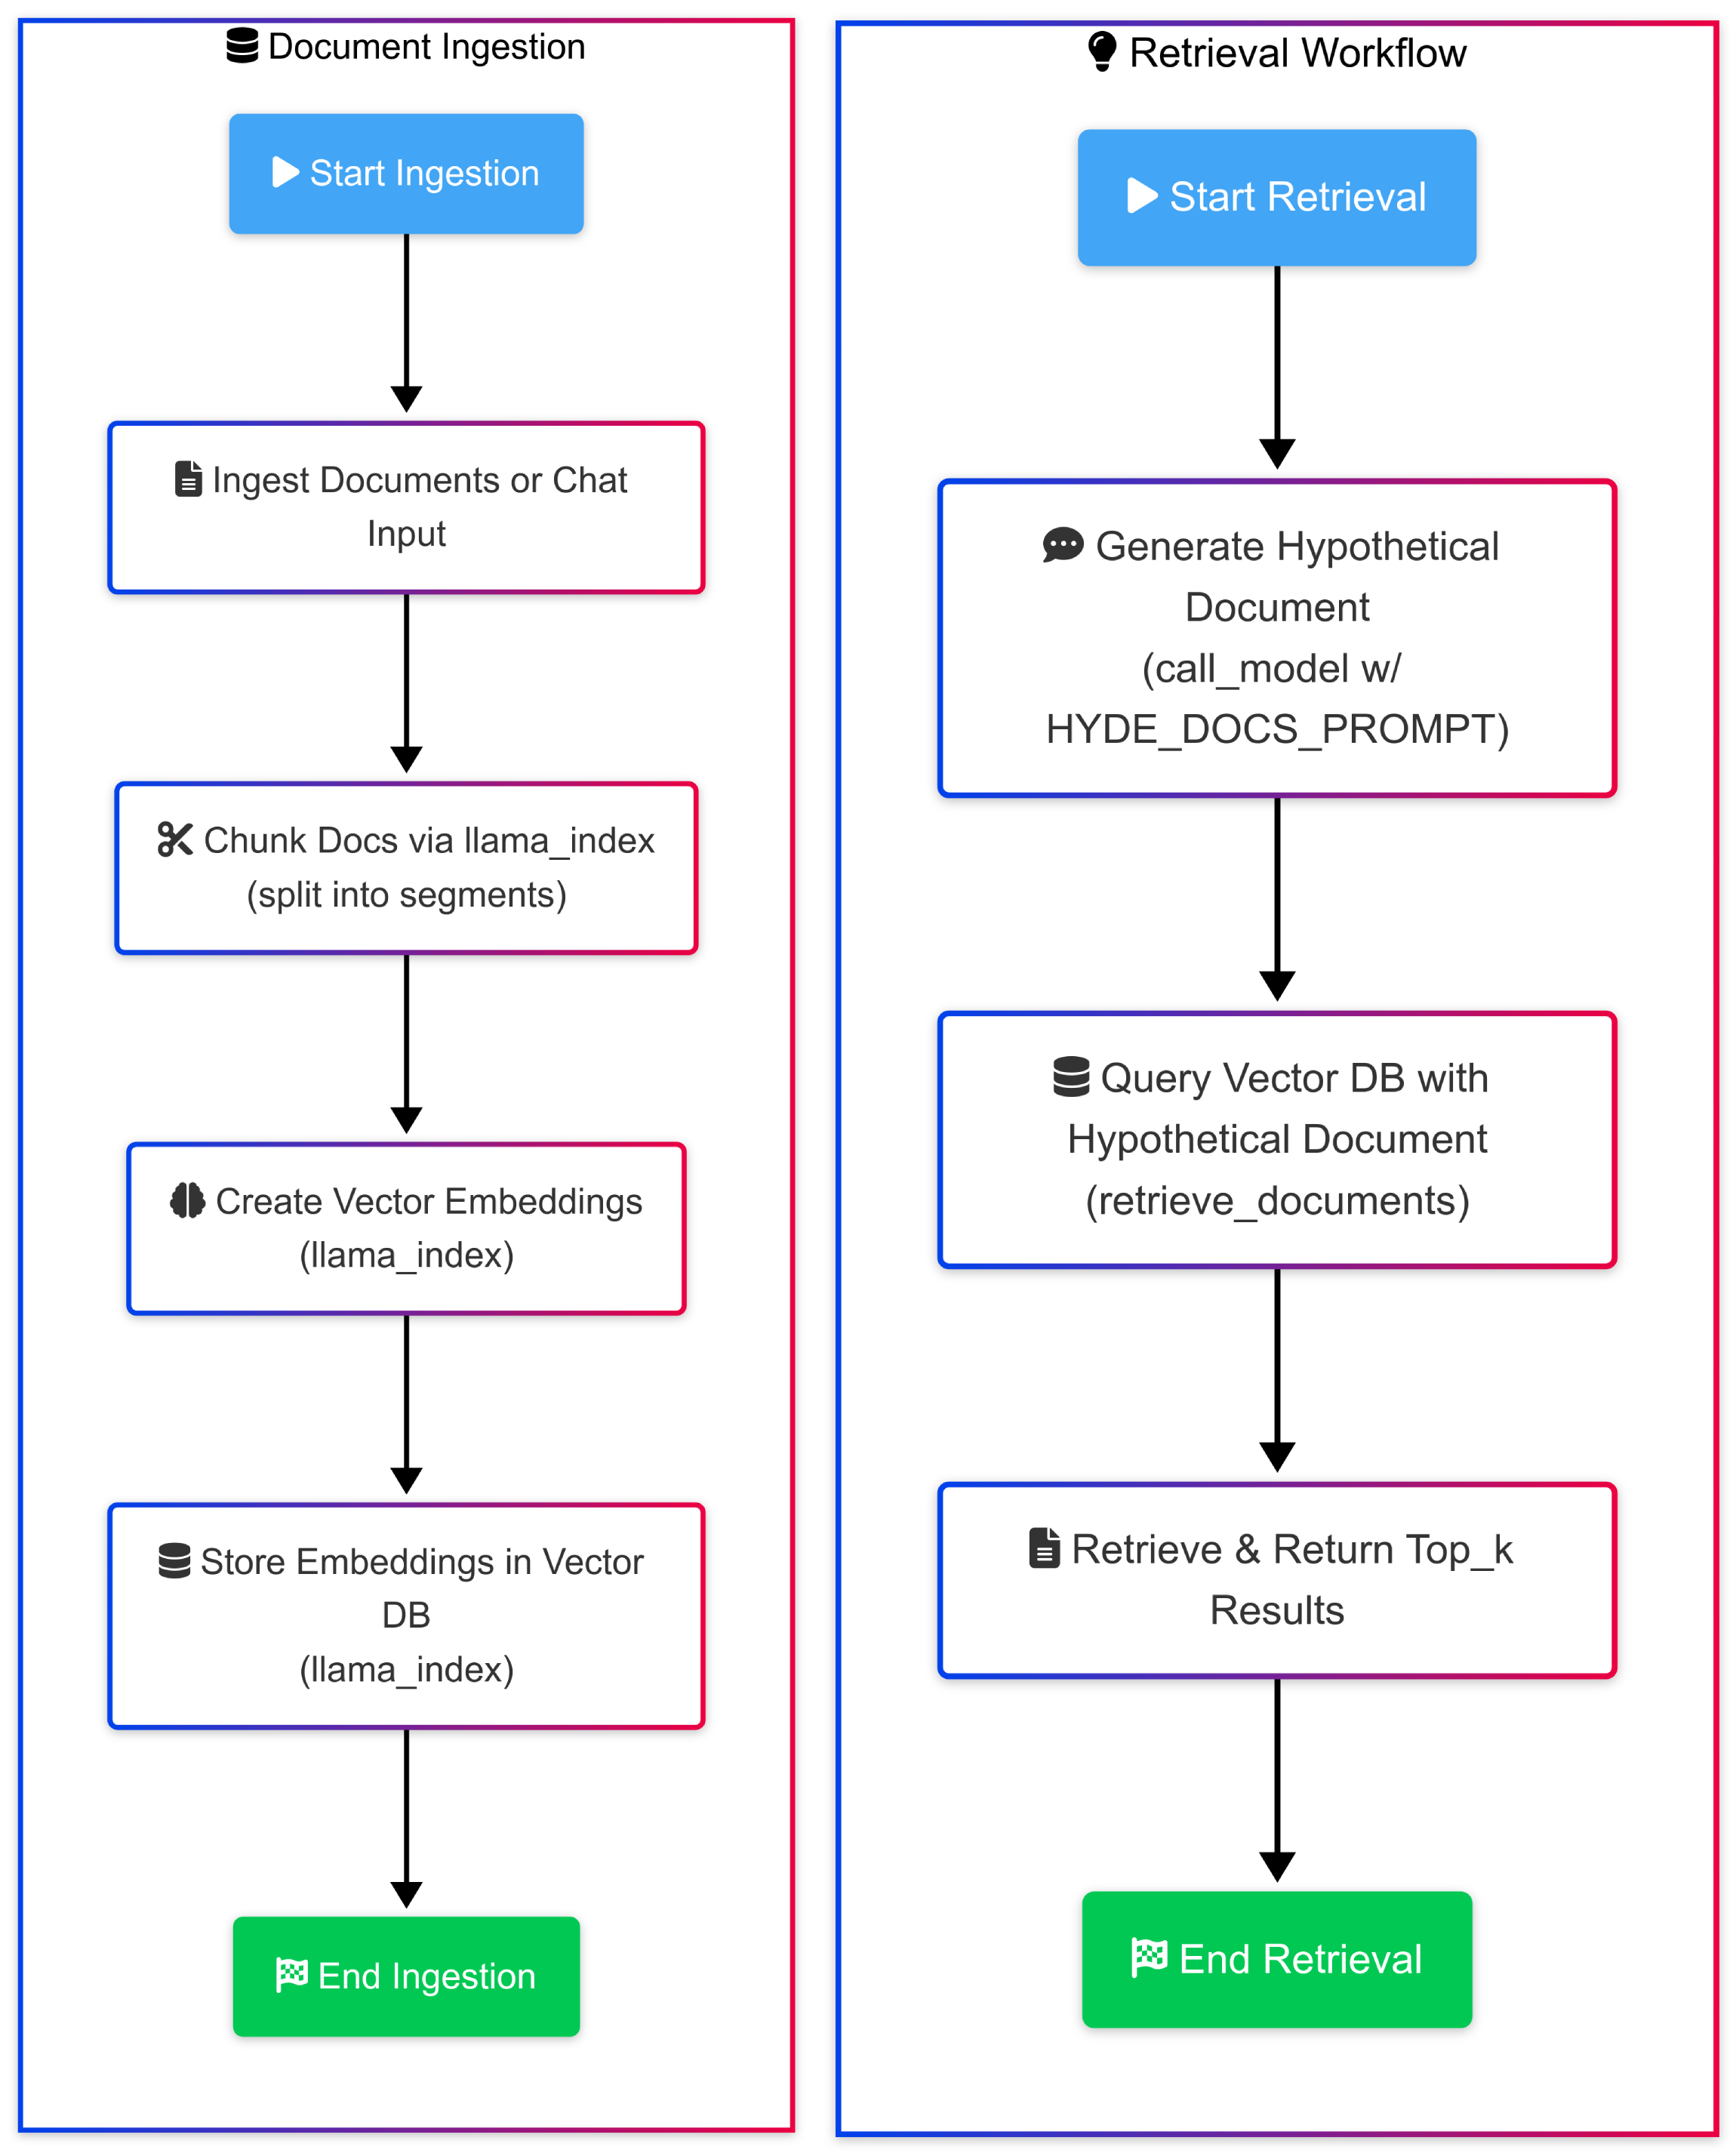 Document Ingestion
Start Ingestion
Ingest Documents or Chat
Input
Chunk Docs via llama_index
(split into segments)
Create Vector Embeddings
(llama_index)
Store Embeddings in Vector
DB
(llama_index)
End Ingestion
Retrieval Workflow
Start Retrieval
Generate Hypothetical
Document
(call_model w/
HYDE_DOCS_PROMPT)
Query Vector DB with
Hypothetical Document
(retrieve_documents)
Retrieve & Return Top_k
Results
End Retrieval